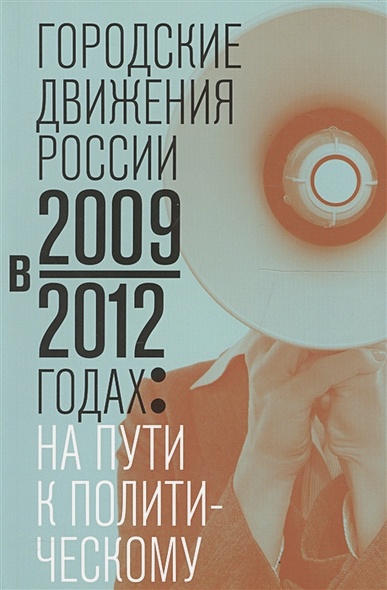 ГОРОДСКИЕ
ДВИЖЕНИЯ
РОССИИ
В 2009
2012
ГОДАХ:
НА ПУТИ
К ПОЛИТИ-
ЧЕСКОМУ